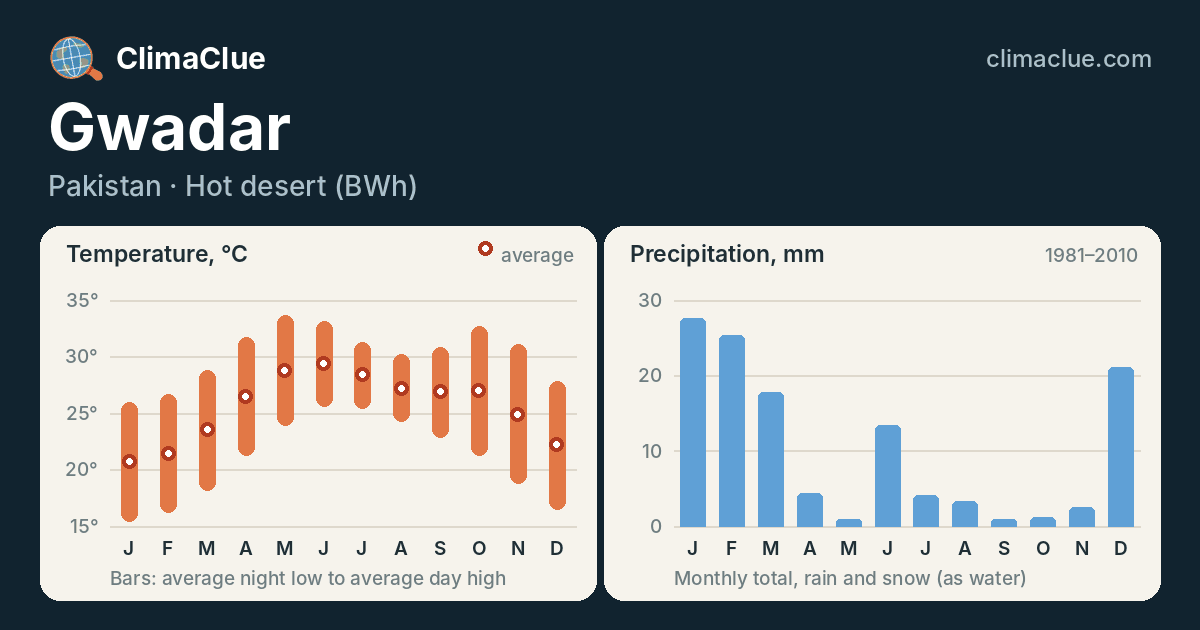 ClimaClue
climaclue.com
Gwadar
Pakistan · Hot desert (BWh)
Temperature, °C
average
35°
30°
25°
20°
15°
J F M A M J J A S O N D
Bars: average night low to average day high
Precipitation, mm
1981–2010
30
20
10
0
J F M A M J J A S O N D
Monthly total, rain and snow (as water)